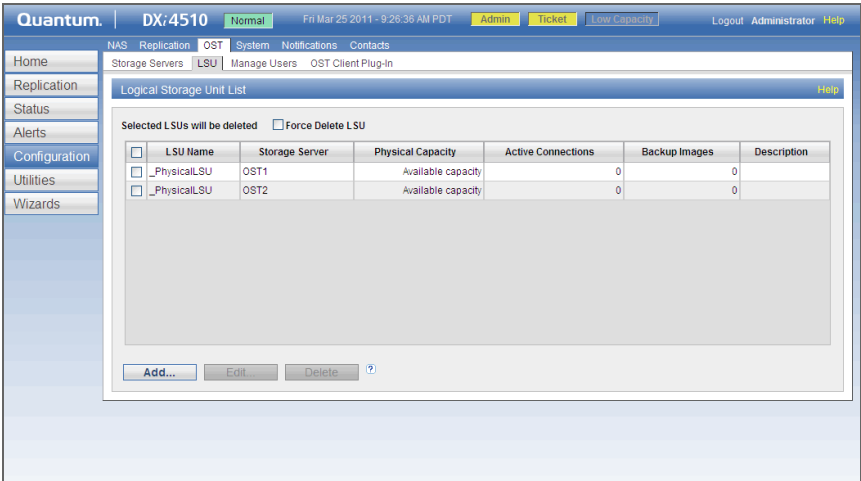 Quantum. DXi4510 Normal Fri Mar 25 2011 - 9:26:36 AM PDT Admin Ticket Low Capacity Logout Administrator Help
NAS Replication OST System Notifications Contacts
Storage Servers LSU Manage Users OST Client Plug-In
Home
Replication
Status
Alerts
Configuration
Utilities
Wizards
Logical Storage Unit List Help
Selected LSUs will be deleted Force Delete LSU
LSU Name Storage Server Physical Capacity Active Connections Backup Images Description
_PhysicalLSU OST1 Available capacity 0 0
_PhysicalLSU OST2 Available capacity 0 0
Add... Edit... Delete ?